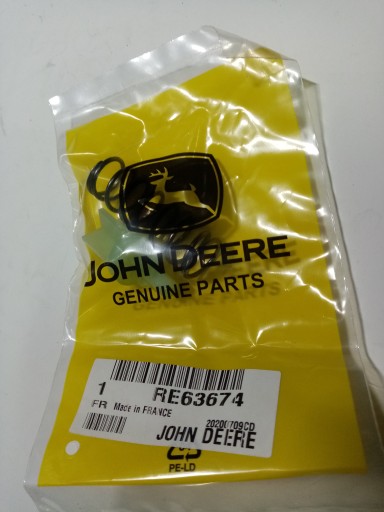 JOHN DEERE
GENUINE PARTS
1 RE63674
FR Made in FRANCE
20200709CD
JOHN DEERE
PE-LD